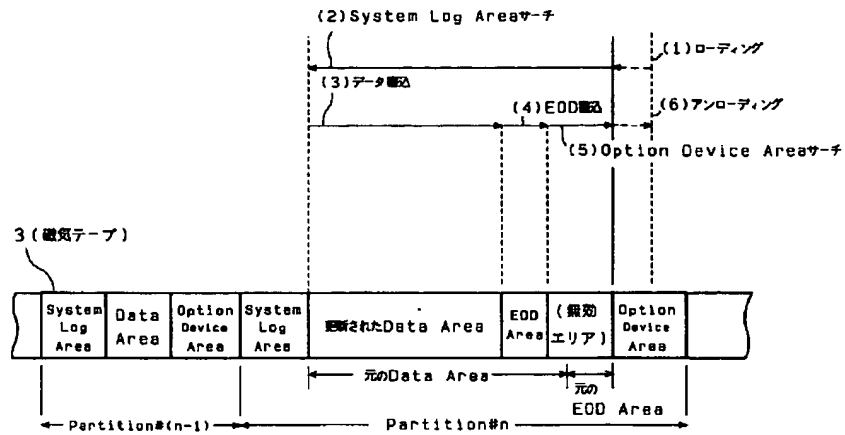 (2)System Log Areaサーチ
(1)ローディング
(3)データ書込
(4)EOD書込
(6)アンローディング
(5)Option Device Areaサーチ
3(磁気テープ)
System Log Area
Data Area
Option Device Area
System Log Area
更新されたData Area
EOD Area
(無効エリア)
Option Device Area
元のData Area
元の EOD Area
Partition#(n-1)
Partition#n